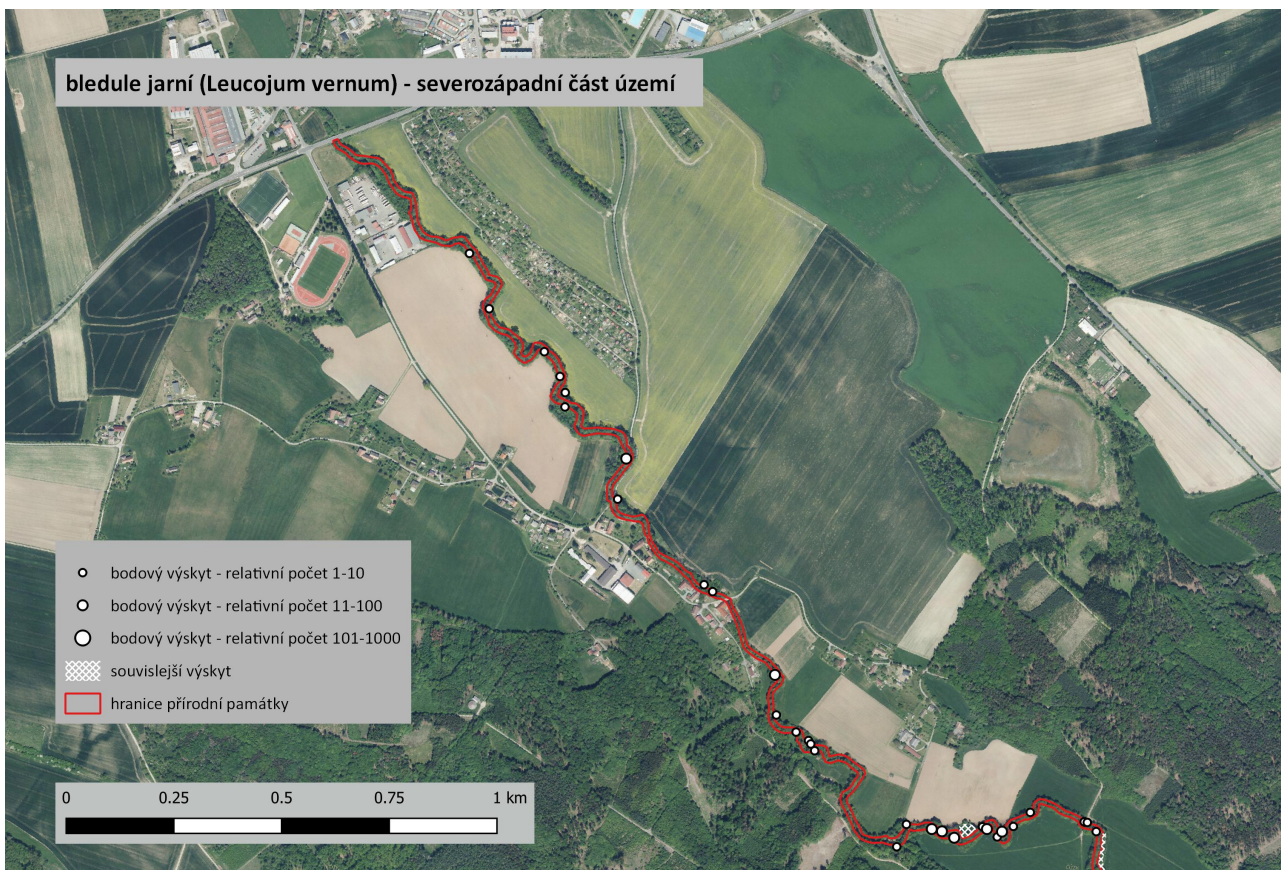 bledule jarní (Leucojum vernum) - severozápadní část území
bodový výskyt - relativní počet 1-10
bodový výskyt - relativní počet 11-100
bodový výskyt - relativní počet 101-1000
souvislejší výskyt
hranice přírodní památky
0 0.25 0.5 0.75 1 km